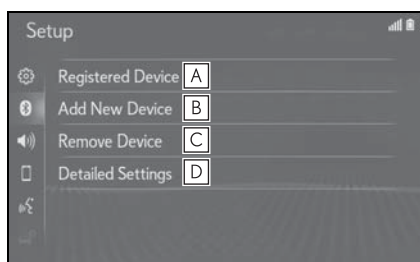 Setup
Registered Device A
Add New Device B
Remove Device C
Detailed Settings D